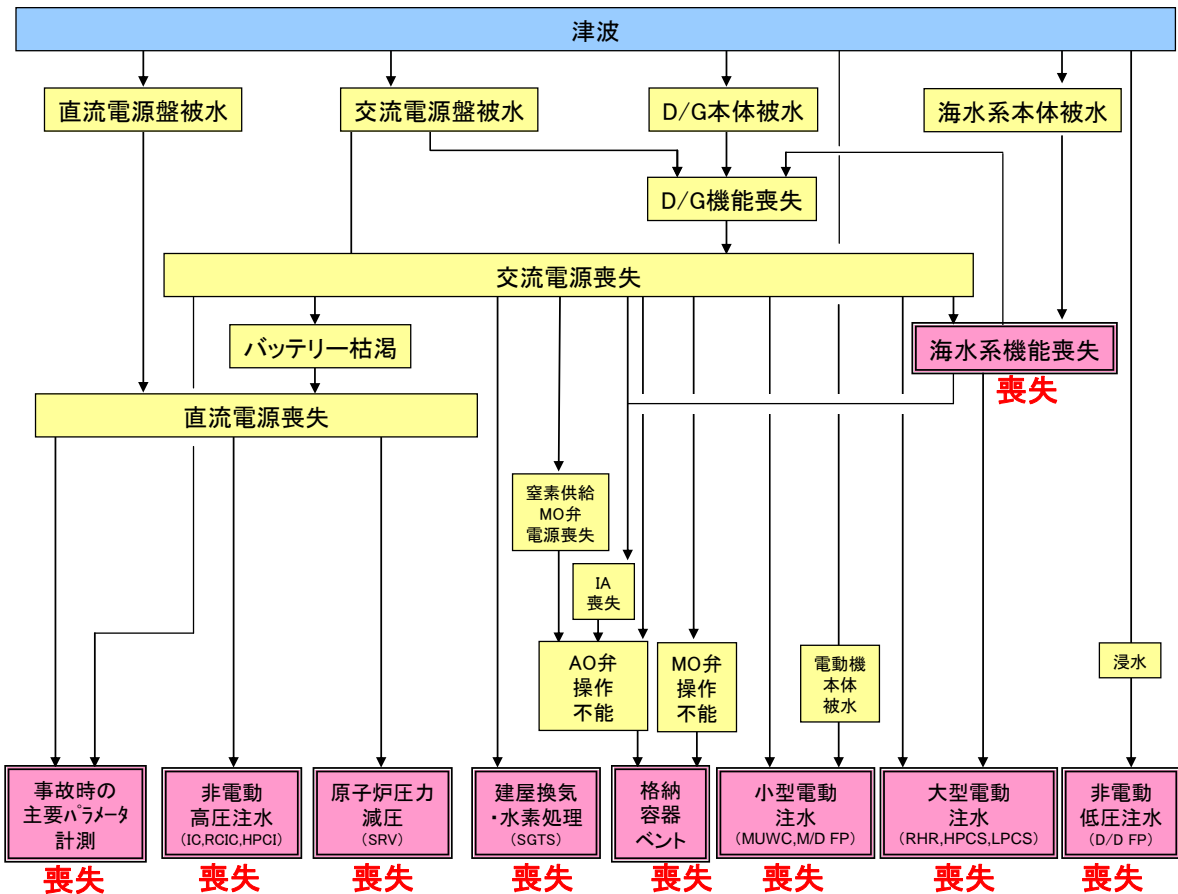 津波
直流電源盤被水
交流電源盤被水
D/G本体被水
海水系本体被水
D/G機能喪失
交流電源喪失
バッテリー枯渇
海水系機能喪失
喪失
直流電源喪失
窒素供給
MO弁
電源喪失
IA
喪失
AO弁
操作
不能
MO弁
操作
不能
電動機
本体
被水
浸水
事故時の
主要パラメータ
計測
非電動
高圧注水
(IC,RCIC,HPCI)
原子炉圧力
減圧
(SRV)
建屋換気
・水素処理
(SGTS)
格納
容器
ベント
小型電動
注水
(MUWC,M/D FP)
大型電動
注水
(RHR,HPCS,LPCS)
非電動
低圧注水
(D/D FP)
喪失
喪失
喪失
喪失
喪失
喪失
喪失
喪失